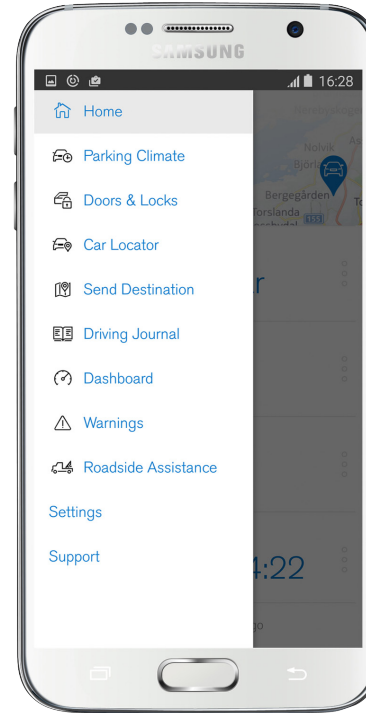 SAMSUNG
16:28
Home
Parking Climate
Doors & Locks
Car Locator
Send Destination
Driving Journal
Dashboard
Warnings
Roadside Assistance
Settings
Support
Nolvik
Bergegården
Torslanda
155
r
4:22
go